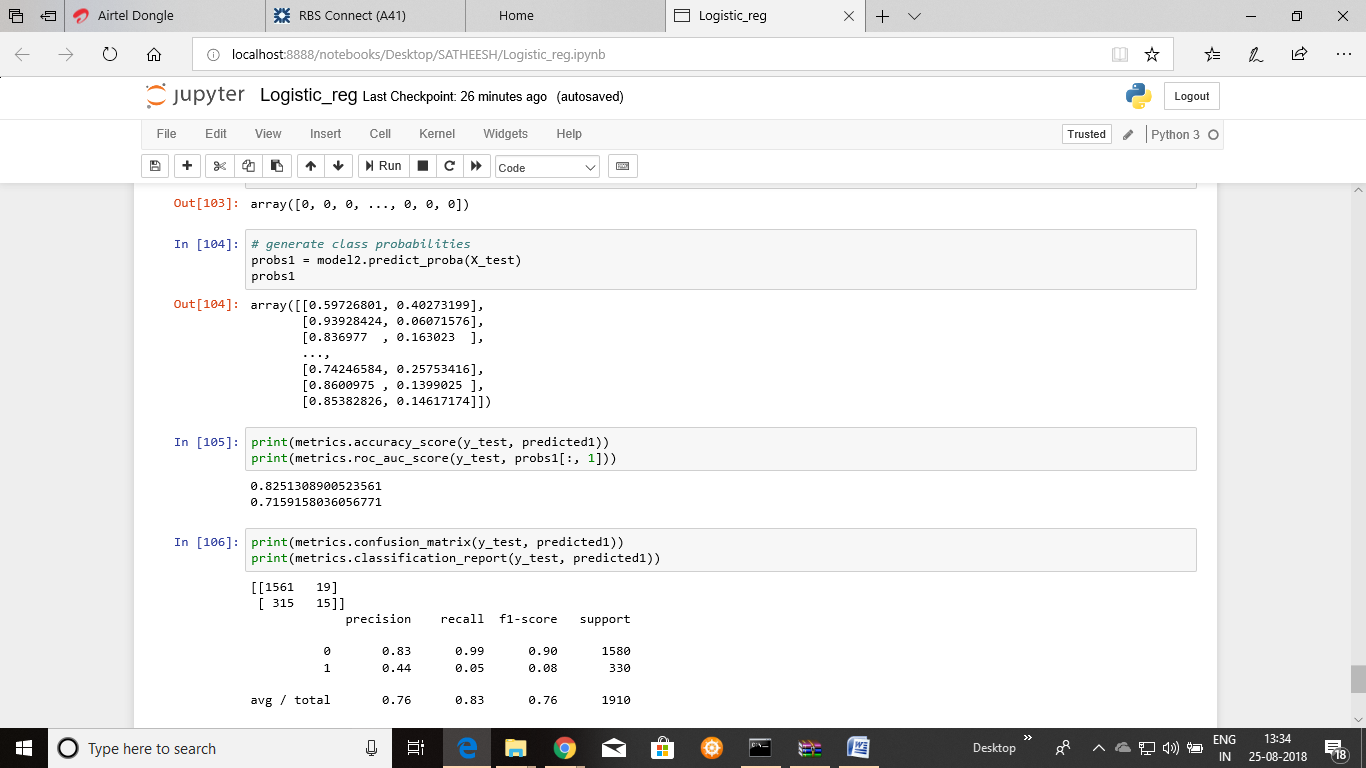 Airtel Dongle
RBS Connect (A41)
Home
Logistic_reg
localhost:8888/notebooks/Desktop/SATHEESH/Logistic_reg.ipynb
jupyter Logistic_reg Last Checkpoint: 26 minutes ago (autosaved)
Logout
File Edit View Insert Cell Kernel Widgets Help
Trusted
Python 3
Run
Code
Out[103]: array([0, 0, 0, ..., 0, 0, 0])
In [104]: # generate class probabilities
probs1 = model2.predict_proba(X_test)
probs1
Out[104]: array([[0.59726801, 0.40273199],
[0.93928424, 0.06071576],
[0.836977  , 0.163023  ],
...,
[0.74246584, 0.25753416],
[0.8600975 , 0.1399025 ],
[0.85382826, 0.14617174]])
In [105]: print(metrics.accuracy_score(y_test, predicted1))
print(metrics.roc_auc_score(y_test, probs1[:, 1]))
0.8251308900523561
0.7159158036056771
In [106]: print(metrics.confusion_matrix(y_test, predicted1))
print(metrics.classification_report(y_test, predicted1))
[[1561   19]
[ 315   15]]
precision    recall  f1-score   support
0       0.83      0.99      0.90      1580
1       0.44      0.05      0.08       330
avg / total       0.76      0.83      0.76      1910
Type here to search
Desktop
ENG
IN
13:34
25-08-2018
18